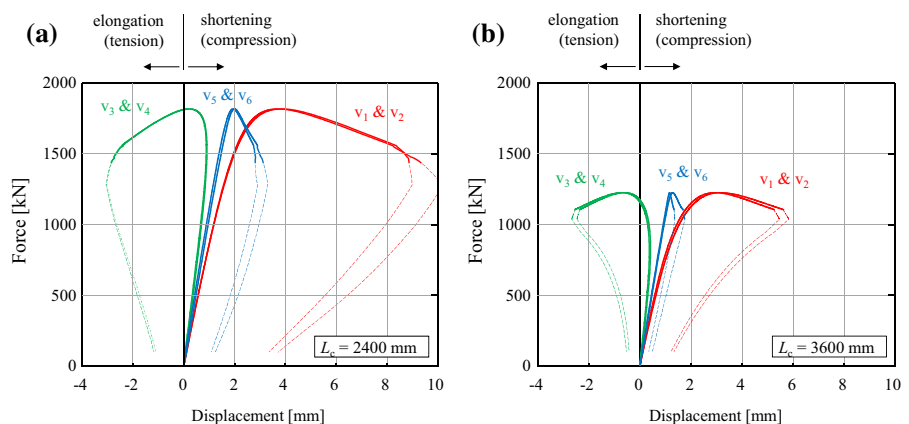 (a)
elongation
(tension)
shortening
(compression)
2000
1500
1000
500
0
Force [kN]
v3 & v4
v5 & v6
v1 & v2
Lc = 2400 mm
-4 -2 0 2 4 6 8 10
Displacement [mm]
(b)
elongation
(tension)
shortening
(compression)
2000
1500
1000
500
0
Force [kN]
v3 & v4
v5 & v6
v1 & v2
Lc = 3600 mm
-4 -2 0 2 4 6 8 10
Displacement [mm]